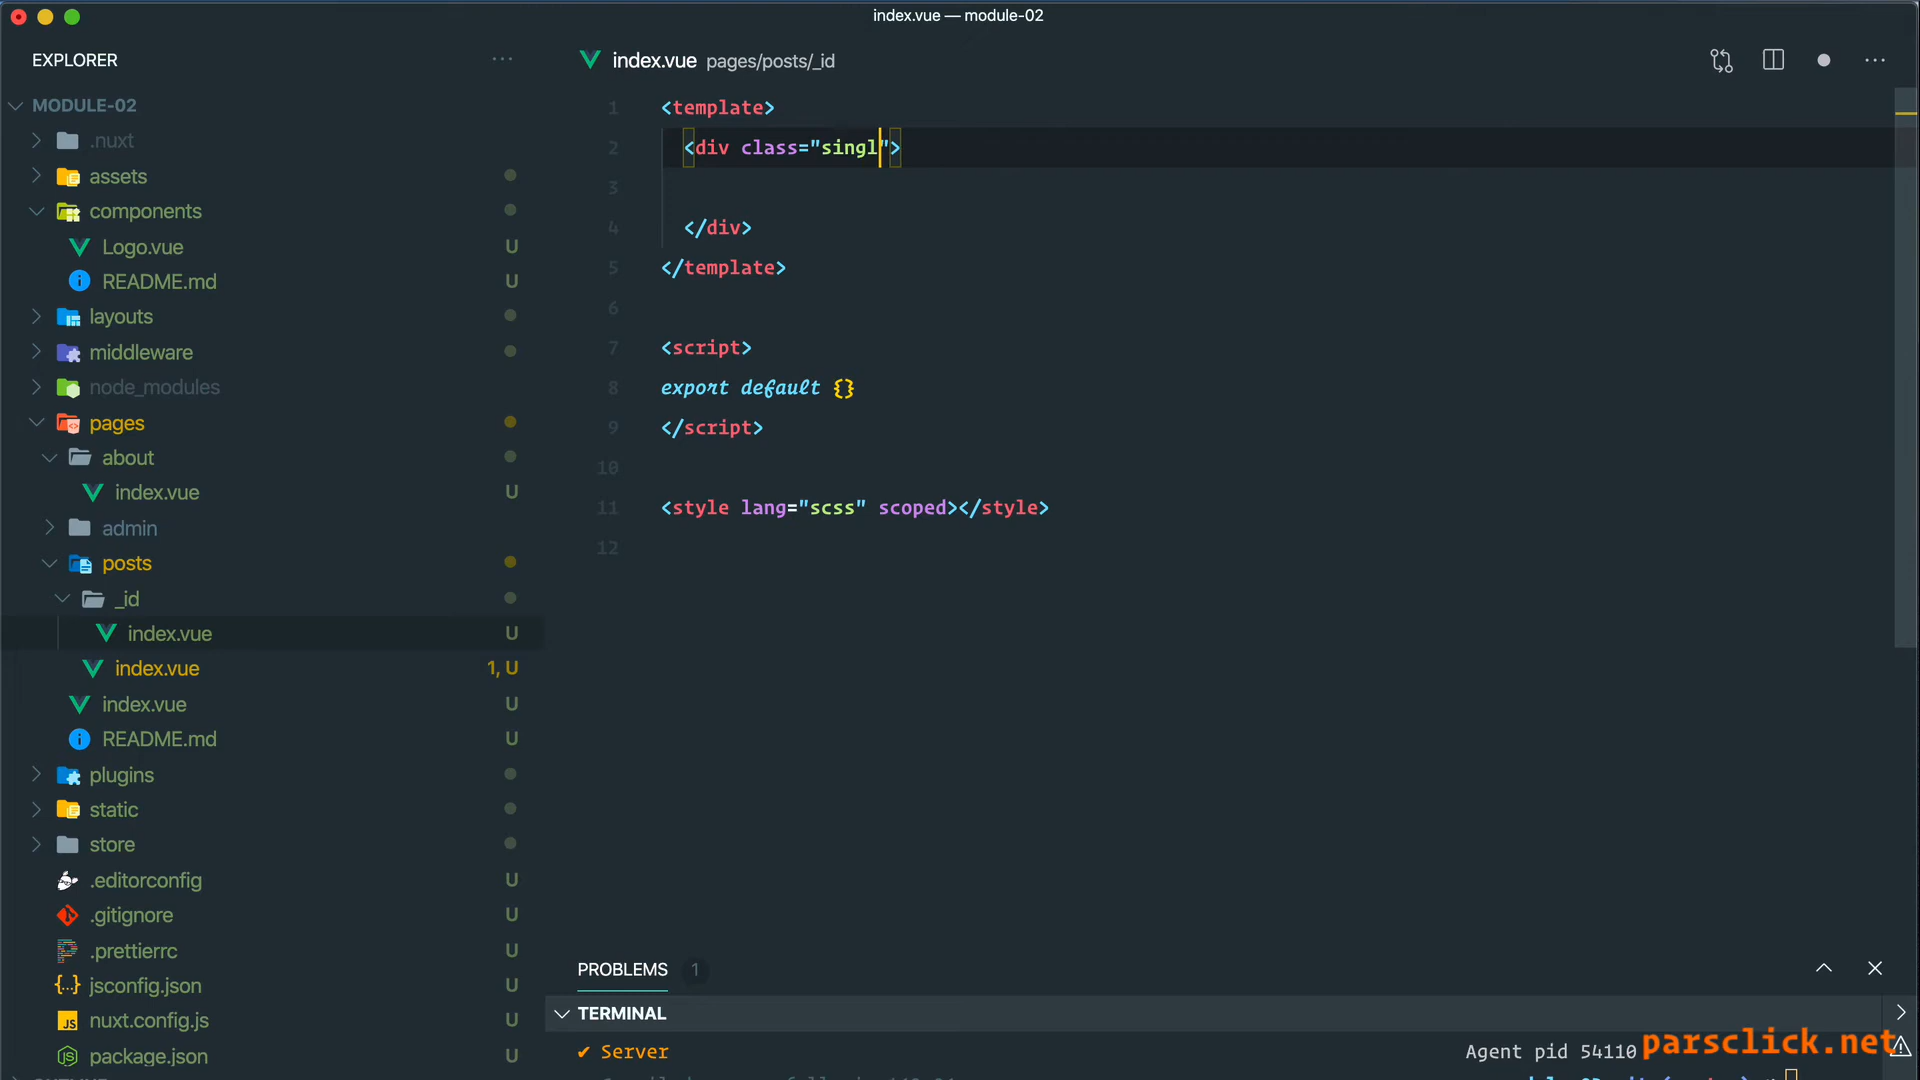 index.vue — module-02
EXPLORER
MODULE-02
.nuxt
assets
components
Logo.vue U
README.md U
layouts
middleware
node_modules
pages
about
index.vue U
admin
posts
_id
index.vue U
index.vue 1, U
index.vue U
README.md U
plugins
static
store
.editorconfig U
.gitignore U
.prettierrc U
jsconfig.json U
nuxt.config.js U
package.json U
index.vue pages/posts/_id
1 <template>
2 <div class="singl">
3
4 </div>
5 </template>
6
7 <script>
8 export default {}
9 </script>
10
11 <style lang="scss" scoped></style>
12
PROBLEMS 1
TERMINAL
✔ Server
Agent pid 54110
parsclick.net